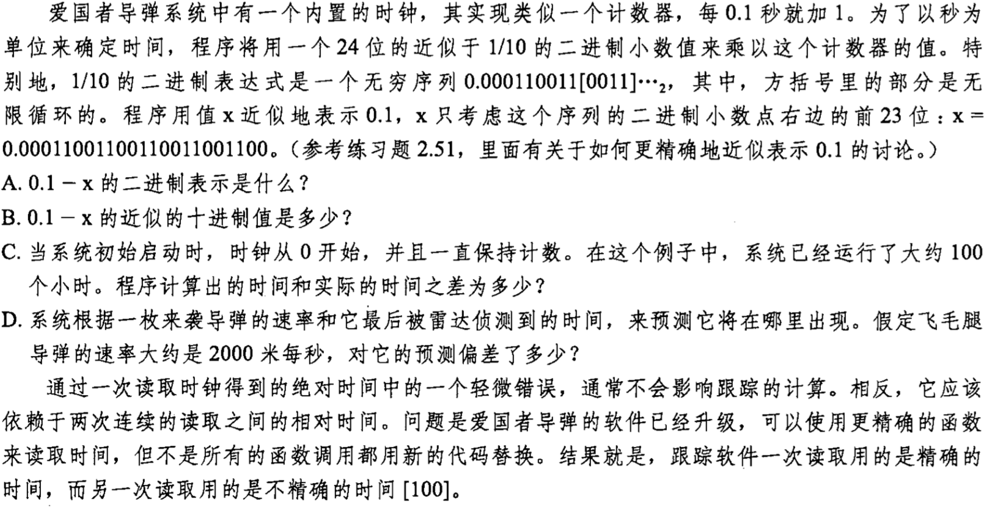 爱国者导弹系统中有一个内置的时钟，其实现类似一个计数器，每 0.1 秒就加 1。为了以秒为
单位来确定时间，程序将用一个 24 位的近似于 1/10 的二进制小数值来乘以这个计数器的值。特
别地，1/10 的二进制表达式是一个无穷序列 0.000110011[0011]…₂，其中，方括号里的部分是无
限循环的。程序用值 x 近似地表示 0.1，x 只考虑这个序列的二进制小数点右边的前 23 位：x =
0.00011001100110011001100。（参考练习题 2.51，里面有关于如何更精确地近似表示 0.1 的讨论。）
A. 0.1 − x 的二进制表示是什么？
B. 0.1 − x 的近似的十进制值是多少？
C. 当系统初始启动时，时钟从 0 开始，并且一直保持计数。在这个例子中，系统已经运行了大约 100
个小时。程序计算出的时间和实际的时间之差为多少？
D. 系统根据一枚来袭导弹的速率和它最后被雷达侦测到的时间，来预测它将在哪里出现。假定飞毛腿
导弹的速率大约是 2000 米每秒，对它的预测偏差了多少？
通过一次读取时钟得到的绝对时间中的一个轻微错误，通常不会影响跟踪的计算。相反，它应该
依赖于两次连续的读取之间的相对时间。问题是爱国者导弹的软件已经升级，可以使用更精确的函数
来读取时间，但不是所有的函数调用都用新的代码替换。结果就是，跟踪软件一次读取用的是精确的
时间，而另一次读取用的是不精确的时间 [100]。